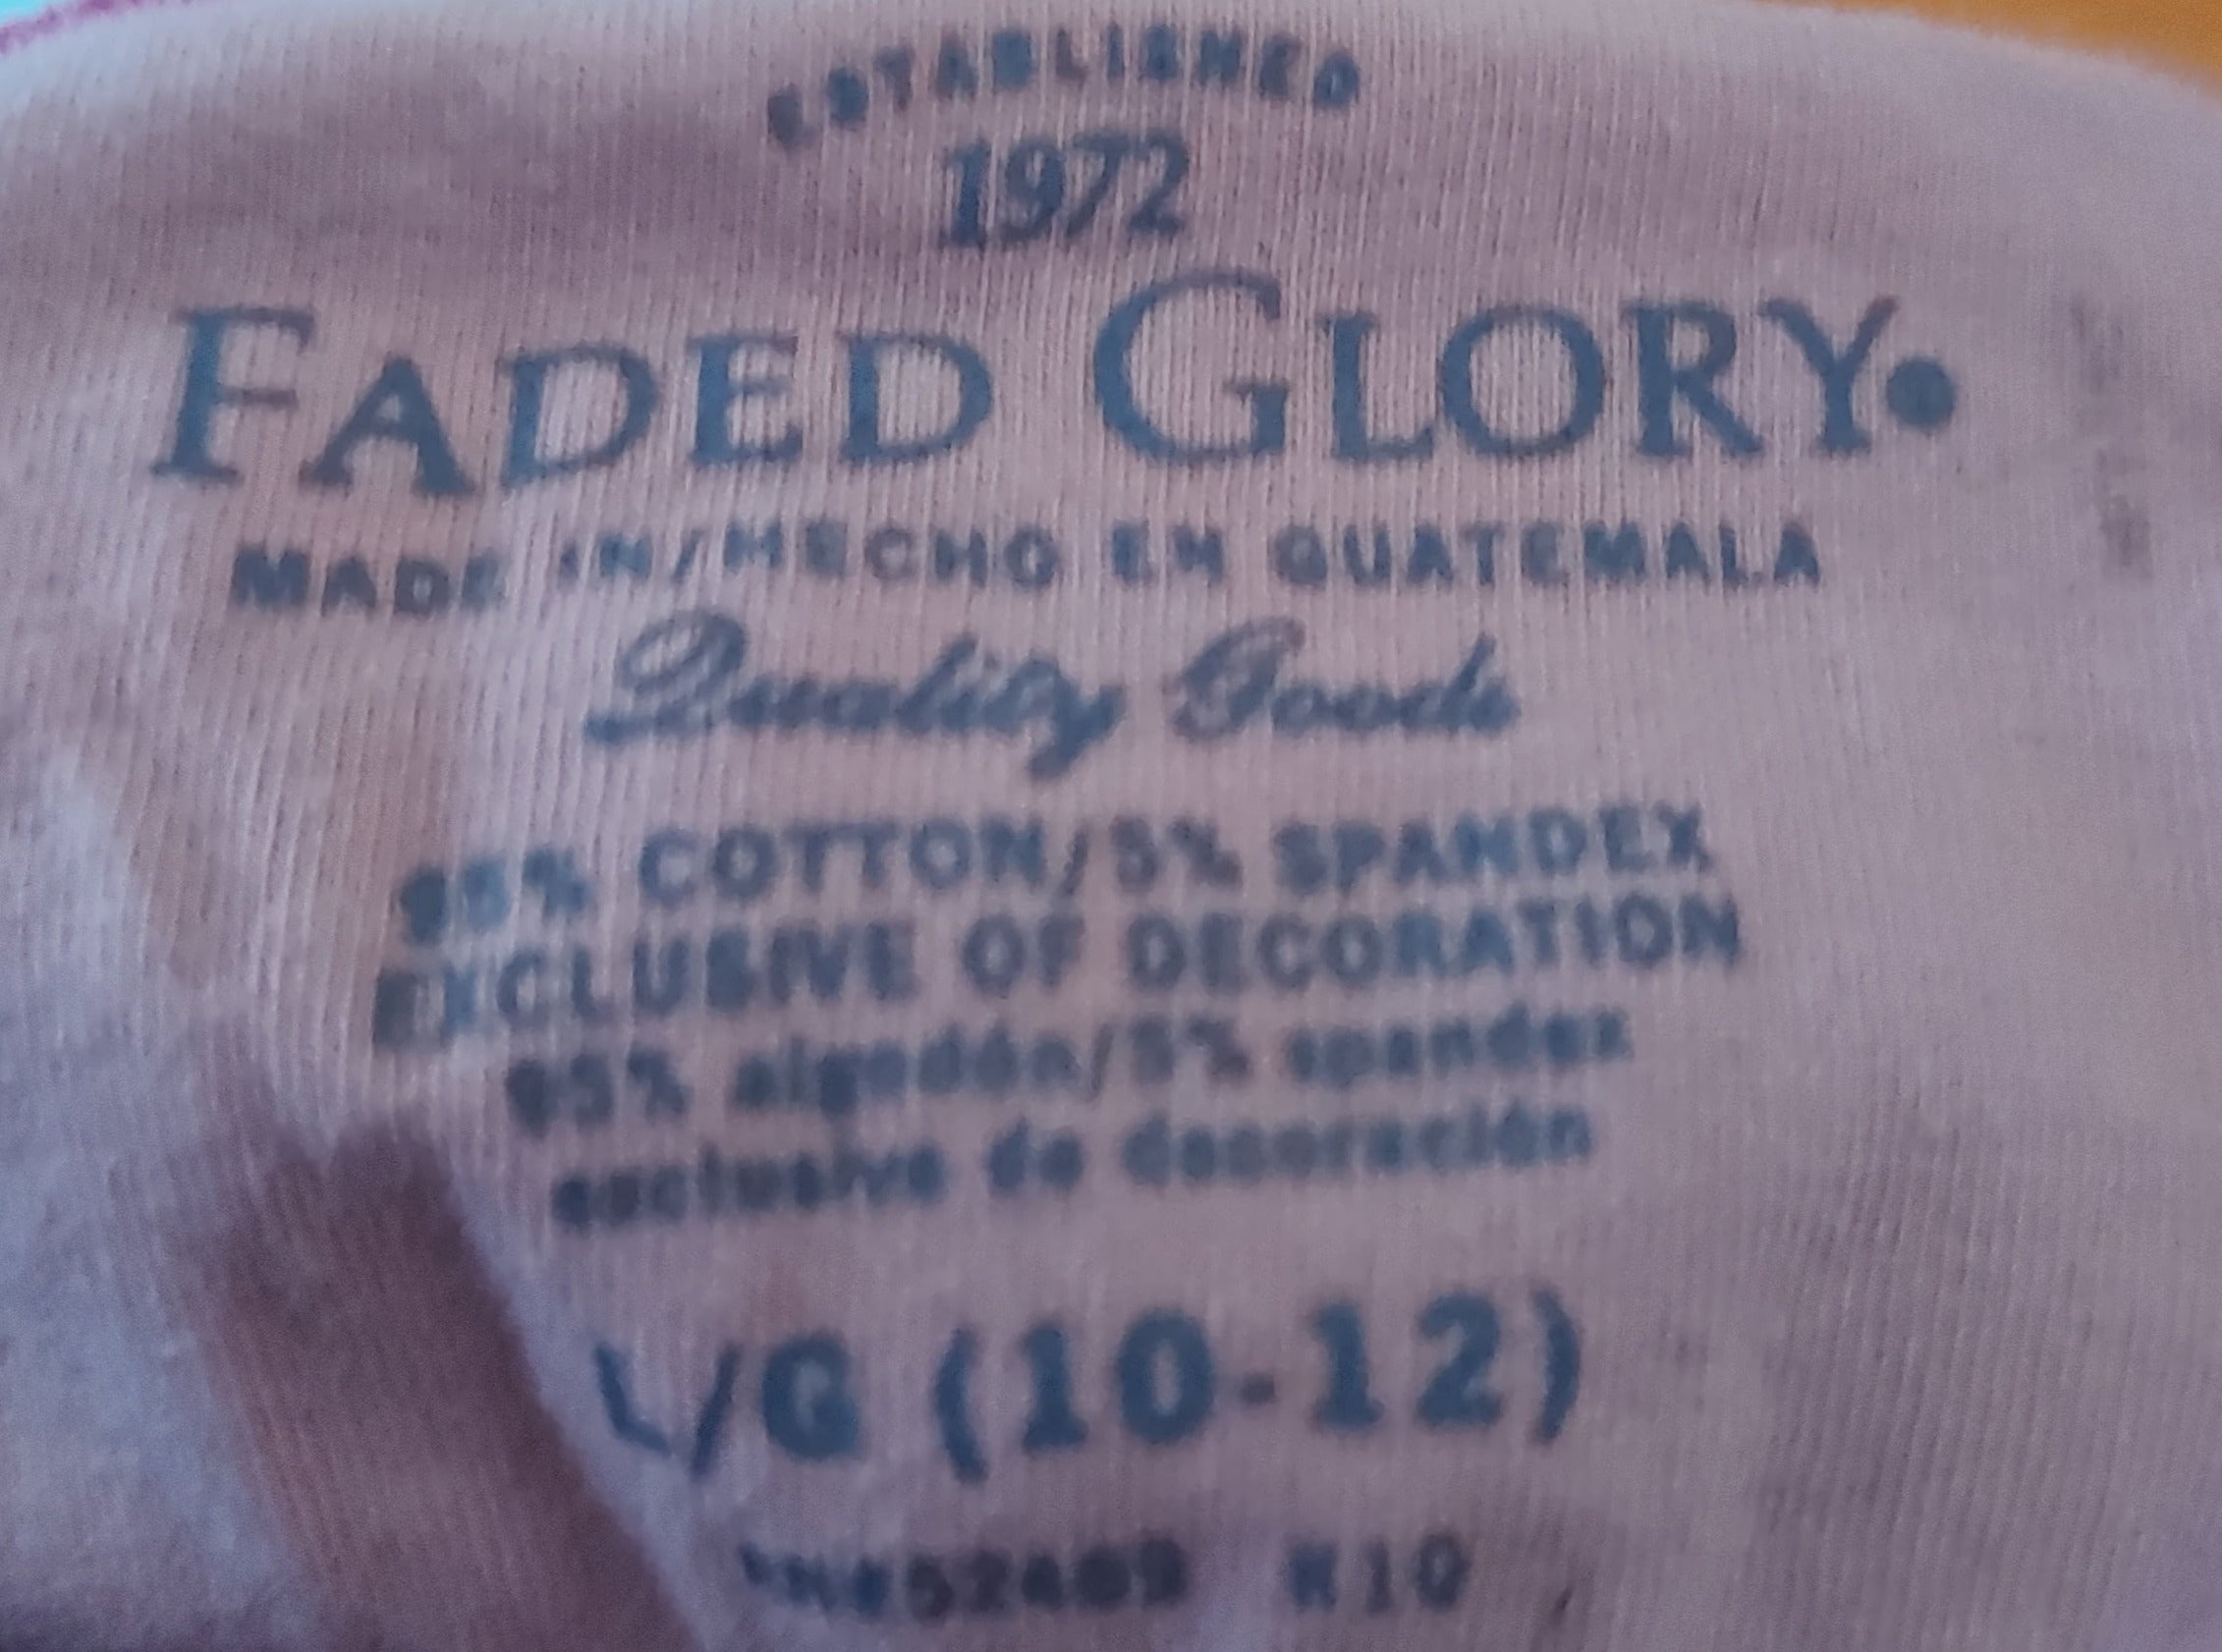 ESTABLISHED
1972
FADED GLORY
MADE IN/HECHO EN GUATEMALA
Quality Goods
95% COTTON/5% SPANDEX
EXCLUSIVE OF DECORATION
95% algodón/5% spandex
exclusive de decoración
L/G (10-12)